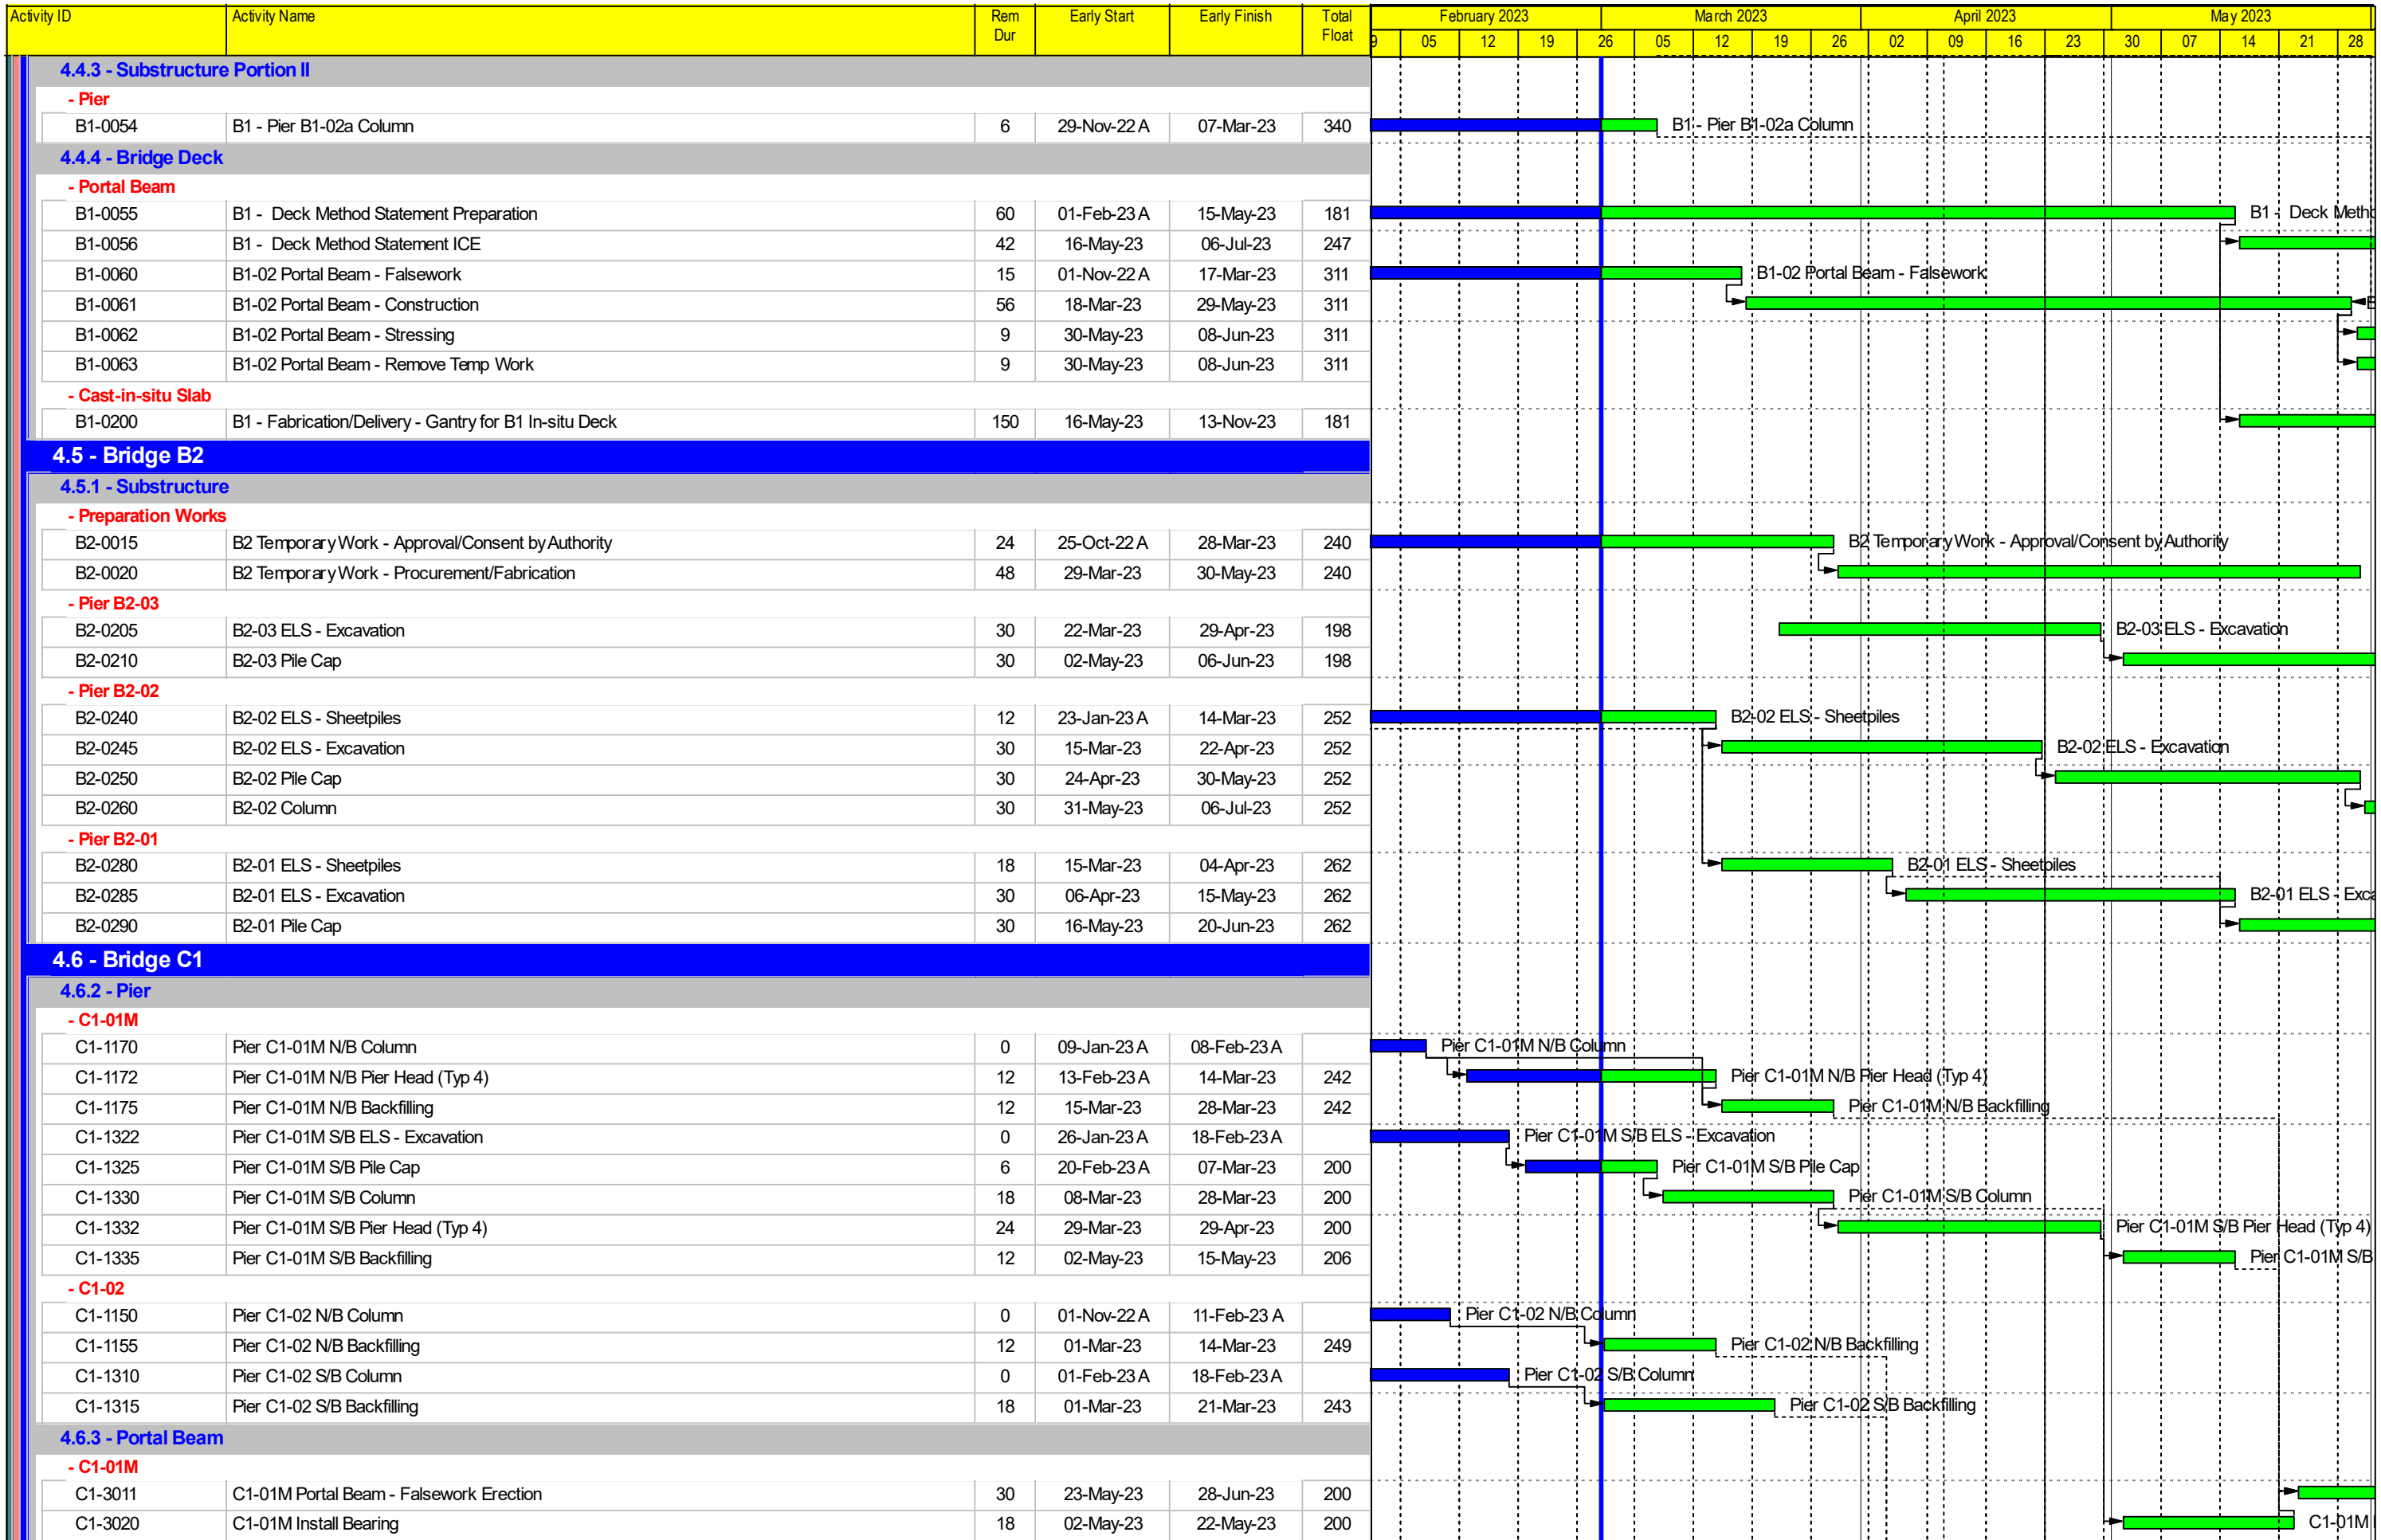 Activity ID Activity Name Rem Dur Early Start Early Finish Total Float February 2023 March 2023 April 2023 May 2023
9 05 12 19 26 05 12 19 26 02 09 16 23 30 07 14 21 28
4.4.3 - Substructure Portion II
- Pier
B1-0054 B1 - Pier B1-02a Column 6 29-Nov-22 A 07-Mar-23 340 B1 - Pier B1-02a Column
4.4.4 - Bridge Deck
- Portal Beam
B1-0055 B1 - Deck Method Statement Preparation 60 01-Feb-23 A 15-May-23 181 B1 - Deck Metho
B1-0056 B1 - Deck Method Statement ICE 42 16-May-23 06-Jul-23 247
B1-0060 B1-02 Portal Beam - Falsework 15 01-Nov-22 A 17-Mar-23 311 B1-02 Portal Beam - Falsework
B1-0061 B1-02 Portal Beam - Construction 56 18-Mar-23 29-May-23 311
B1-0062 B1-02 Portal Beam - Stressing 9 30-May-23 08-Jun-23 311
B1-0063 B1-02 Portal Beam - Remove Temp Work 9 30-May-23 08-Jun-23 311
- Cast-in-situ Slab
B1-0200 B1 - Fabrication/Delivery - Gantry for B1 In-situ Deck 150 16-May-23 13-Nov-23 181
4.5 - Bridge B2
4.5.1 - Substructure
- Preparation Works
B2-0015 B2 Temporary Work - Approval/Consent by Authority 24 25-Oct-22 A 28-Mar-23 240 B2 Temporary Work - Approval/Consent by Authority
B2-0020 B2 Temporary Work - Procurement/Fabrication 48 29-Mar-23 30-May-23 240
- Pier B2-03
B2-0205 B2-03 ELS - Excavation 30 22-Mar-23 29-Apr-23 198 B2-03 ELS - Excavation
B2-0210 B2-03 Pile Cap 30 02-May-23 06-Jun-23 198
- Pier B2-02
B2-0240 B2-02 ELS - Sheetpiles 12 23-Jan-23 A 14-Mar-23 252 B2-02 ELS - Sheetpiles
B2-0245 B2-02 ELS - Excavation 30 15-Mar-23 22-Apr-23 252 B2-02 ELS - Excavation
B2-0250 B2-02 Pile Cap 30 24-Apr-23 30-May-23 252
B2-0260 B2-02 Column 30 31-May-23 06-Jul-23 252
- Pier B2-01
B2-0280 B2-01 ELS - Sheetpiles 18 15-Mar-23 04-Apr-23 262 B2-01 ELS - Sheetpiles
B2-0285 B2-01 ELS - Excavation 30 06-Apr-23 15-May-23 262 B2-01 ELS - Exca
B2-0290 B2-01 Pile Cap 30 16-May-23 20-Jun-23 262
4.6 - Bridge C1
4.6.2 - Pier
- C1-01M
C1-1170 Pier C1-01M N/B Column 0 09-Jan-23 A 08-Feb-23 A Pier C1-01M N/B Column
C1-1172 Pier C1-01M N/B Pier Head (Typ 4) 12 13-Feb-23 A 14-Mar-23 242 Pier C1-01M N/B Pier Head (Typ 4)
C1-1175 Pier C1-01M N/B Backfilling 12 15-Mar-23 28-Mar-23 242 Pier C1-01M N/B Backfilling
C1-1322 Pier C1-01M S/B ELS - Excavation 0 26-Jan-23 A 18-Feb-23 A Pier C1-01M S/B ELS - Excavation
C1-1325 Pier C1-01M S/B Pile Cap 6 20-Feb-23 A 07-Mar-23 200 Pier C1-01M S/B Pile Cap
C1-1330 Pier C1-01M S/B Column 18 08-Mar-23 28-Mar-23 200 Pier C1-01M S/B Column
C1-1332 Pier C1-01M S/B Pier Head (Typ 4) 24 29-Mar-23 29-Apr-23 200 Pier C1-01M S/B Pier Head (Typ 4)
C1-1335 Pier C1-01M S/B Backfilling 12 02-May-23 15-May-23 206 Pier C1-01M S/B
- C1-02
C1-1150 Pier C1-02 N/B Column 0 01-Nov-22 A 11-Feb-23 A Pier C1-02 N/B Column
C1-1155 Pier C1-02 N/B Backfilling 12 01-Mar-23 14-Mar-23 249 Pier C1-02 N/B Backfilling
C1-1310 Pier C1-02 S/B Column 0 01-Feb-23 A 18-Feb-23 A Pier C1-02 S/B Column
C1-1315 Pier C1-02 S/B Backfilling 18 01-Mar-23 21-Mar-23 243 Pier C1-02 S/B Backfilling
4.6.3 - Portal Beam
- C1-01M
C1-3011 C1-01M Portal Beam - Falsework Erection 30 23-May-23 28-Jun-23 200
C1-3020 C1-01M Install Bearing 18 02-May-23 22-May-23 200 C1-01M